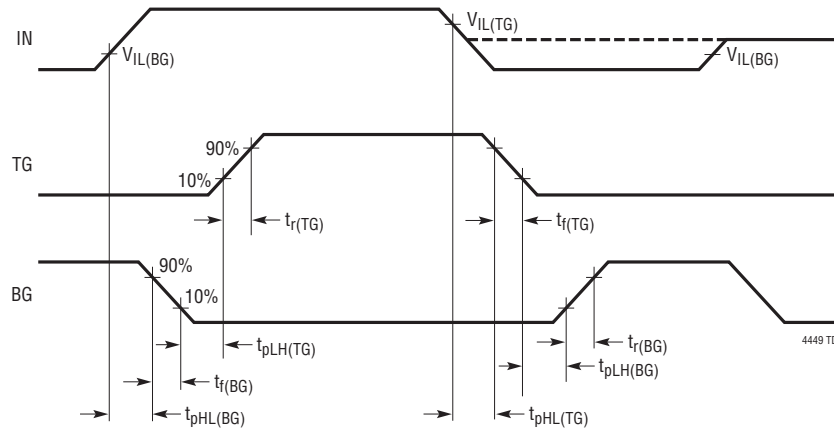 IN
V_IL(BG)
V_IL(TG)
V_IL(BG)
TG
90%
10%
t_r(TG)
t_f(TG)
BG
90%
10%
t_pLH(TG)
t_f(BG)
t_pHL(BG)
t_r(BG)
t_pLH(BG)
t_pHL(TG)
4449